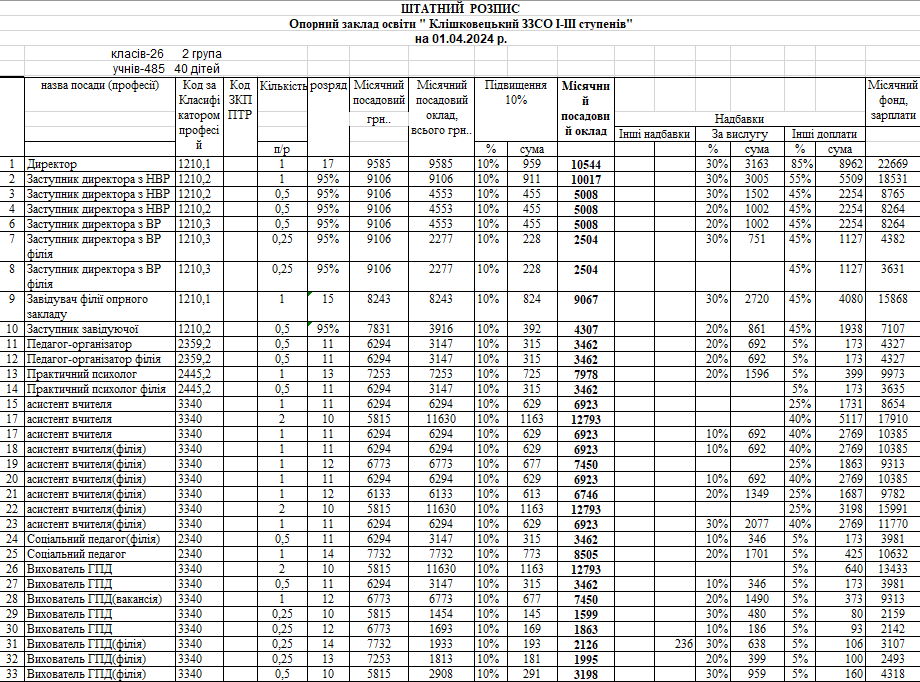 ШТАТНИЙ РОЗПИС
Опорний заклад освіти " Клішковецький ЗЗСО І-ІІІ ступенів"
на 01.04.2024 р.
класів-26 2 група
учнів-485 40 дітей
назва посади (професії) Код за Класифікатором професій Код ЗКППТР Кількість розряд Місячний посадовий грн.. Місячний посадовий оклад, всього грн.. Підвищення 10% Місячний посадовий оклад Надбавки Місячний фонд, зарплати
Інші надбавки За вислугу Інші доплати
п/р % сума % сума % сума
1 Директор 1210,1 1 17 9585 9585 10% 959 10544 30% 3163 85% 8962 22669
2 Заступник директора з НВР 1210,2 1 95% 9106 9106 10% 911 10017 30% 3005 55% 5509 18531
3 Заступник директора з НВР 1210,2 0,5 95% 9106 4553 10% 455 5008 30% 1502 45% 2254 8765
4 Заступник директора з НВР 1210,2 0,5 95% 9106 4553 10% 455 5008 20% 1002 45% 2254 8264
6 Заступник директора з ВР 1210,3 0,5 95% 9106 4553 10% 455 5008 20% 1002 45% 2254 8264
7 Заступник директора з ВР філія 1210,3 0,25 95% 9106 2277 10% 228 2504 30% 751 45% 1127 4382
8 Заступник директора з ВР філія 1210,3 0,25 95% 9106 2277 10% 228 2504 45% 1127 3631
9 Завідувач філії опрного закладу 1210,1 1 15 8243 8243 10% 824 9067 30% 2720 45% 4080 15868
10 Заступник завідуючої 1210,2 0,5 95% 7831 3916 10% 392 4307 20% 861 45% 1938 7107
11 Педагог-організатор 2359,2 0,5 11 6294 3147 10% 315 3462 20% 692 5% 173 4327
12 Педагог-організатор філія 2359,2 0,5 11 6294 3147 10% 315 3462 20% 692 5% 173 4327
13 Практичний психолог 2445,2 1 13 7253 7253 10% 725 7978 20% 1596 5% 399 9973
14 Практичний психолог філія 2445,2 0,5 11 6294 3147 10% 315 3462 5% 173 3635
15 асистент вчителя 3340 1 11 6294 6294 10% 629 6923 25% 1731 8654
17 асистент вчителя 3340 2 10 5815 11630 10% 1163 12793 40% 5117 17910
17 асистент вчителя 3340 1 11 6294 6294 10% 629 6923 10% 692 40% 2769 10385
18 асистент вчителя(філія) 3340 1 11 6294 6294 10% 629 6923 10% 692 40% 2769 10385
19 асистент вчителя(філія) 3340 1 12 6773 6773 10% 677 7450 25% 1863 9313
20 асистент вчителя(філія) 3340 1 11 6294 6294 10% 629 6923 10% 692 40% 2769 10385
21 асистент вчителя(філія) 3340 1 12 6133 6133 10% 613 6746 20% 1349 25% 1687 9782
22 асистент вчителя(філія) 3340 2 10 5815 11630 10% 1163 12793 25% 3198 15991
23 асистент вчителя(філія) 3340 1 11 6294 6294 10% 629 6923 30% 2077 40% 2769 11770
24 Соціальний педагог(філія) 2340 0,5 11 6294 3147 10% 315 3462 10% 346 5% 173 3981
25 Соціальний педагог 2340 1 14 7732 7732 10% 773 8505 20% 1701 5% 425 10632
26 Вихователь ГПД 3340 2 10 5815 11630 10% 1163 12793 5% 640 13433
27 Вихователь ГПД 3340 0,5 11 6294 3147 10% 315 3462 10% 346 5% 173 3981
28 Вихователь ГПД(вакансія) 3340 1 12 6773 6773 10% 677 7450 20% 1490 5% 373 9313
29 Вихователь ГПД 3340 0,25 10 5815 1454 10% 145 1599 30% 480 5% 80 2159
30 Вихователь ГПД 3340 0,25 12 6773 1693 10% 169 1863 10% 186 5% 93 2142
31 Вихователь ГПД(філія) 3340 0,25 14 7732 1933 10% 193 2126 236 30% 638 5% 106 3107
32 Вихователь ГПД(філія) 3340 0,25 13 7253 1813 10% 181 1995 20% 399 5% 100 2493
33 Вихователь ГПД(філія) 3340 0,5 10 5815 2908 10% 291 3198 30% 959 5% 160 4318